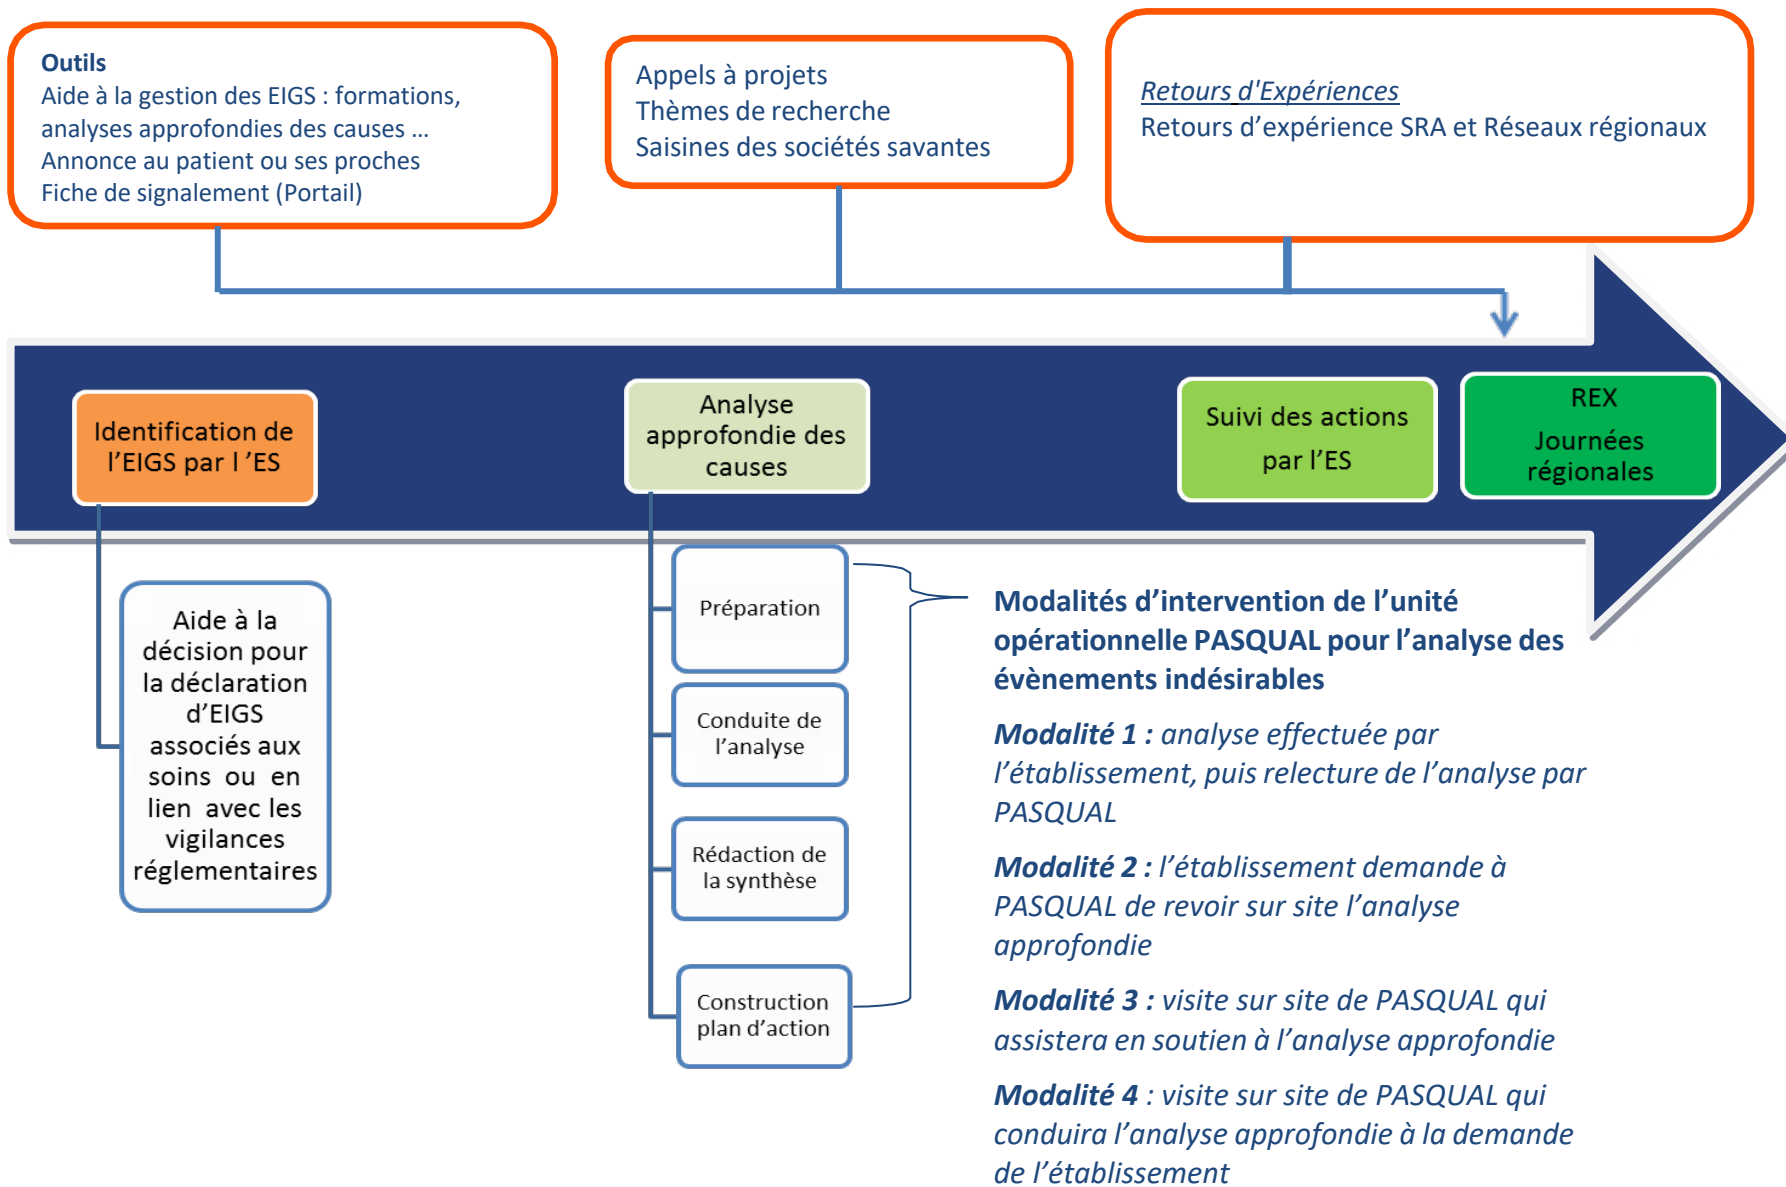 Outils
Aide à la gestion des EIGS : formations,
analyses approfondies des causes ...
Annonce au patient ou ses proches
Fiche de signalement (Portail)
Appels à projets
Thèmes de recherche
Saisines des sociétés savantes
Retours d'Expériences
Retours d’expérience SRA et Réseaux régionaux
Identification de
l’EIGS par l ’ES
Analyse
approfondie des
causes
Suivi des actions
par l’ES
REX
Journées
régionales
Aide à la
décision pour
la déclaration
d’EIGS
associés aux
soins ou en
lien avec les
vigilances
réglementaires
Préparation
Conduite de
l’analyse
Rédaction de
la synthèse
Construction
plan d’action
Modalités d’intervention de l’unité
opérationnelle PASQUAL pour l’analyse des
évènements indésirables
Modalité 1 : analyse effectuée par
l’établissement, puis relecture de l’analyse par
PASQUAL
Modalité 2 : l’établissement demande à
PASQUAL de revoir sur site l’analyse
approfondie
Modalité 3 : visite sur site de PASQUAL qui
assistera en soutien à l’analyse approfondie
Modalité 4 : visite sur site de PASQUAL qui
conduira l’analyse approfondie à la demande
de l’établissement